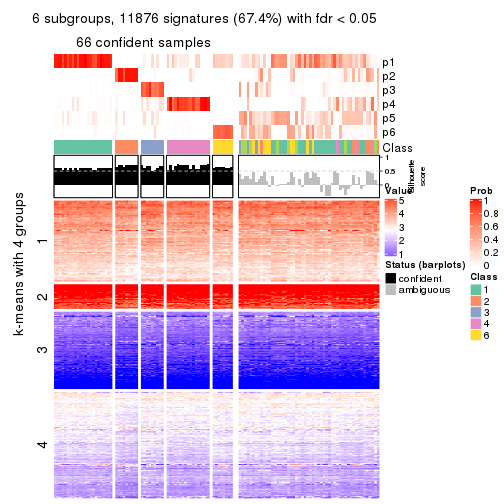 6 subgroups, 11876 signatures (67.4%) with fdr < 0.05
66 confident samples
p1
p2
p3
p4
p5
p6
Class
1
0.5
0
Silhouette
score
k-means with 4 groups
1
2
3
4
Value
5
4
3
2
1
Status (barplots)
confident
ambiguous
Prob
1
0.8
0.6
0.4
0.2
0
Class
1
2
3
4
6